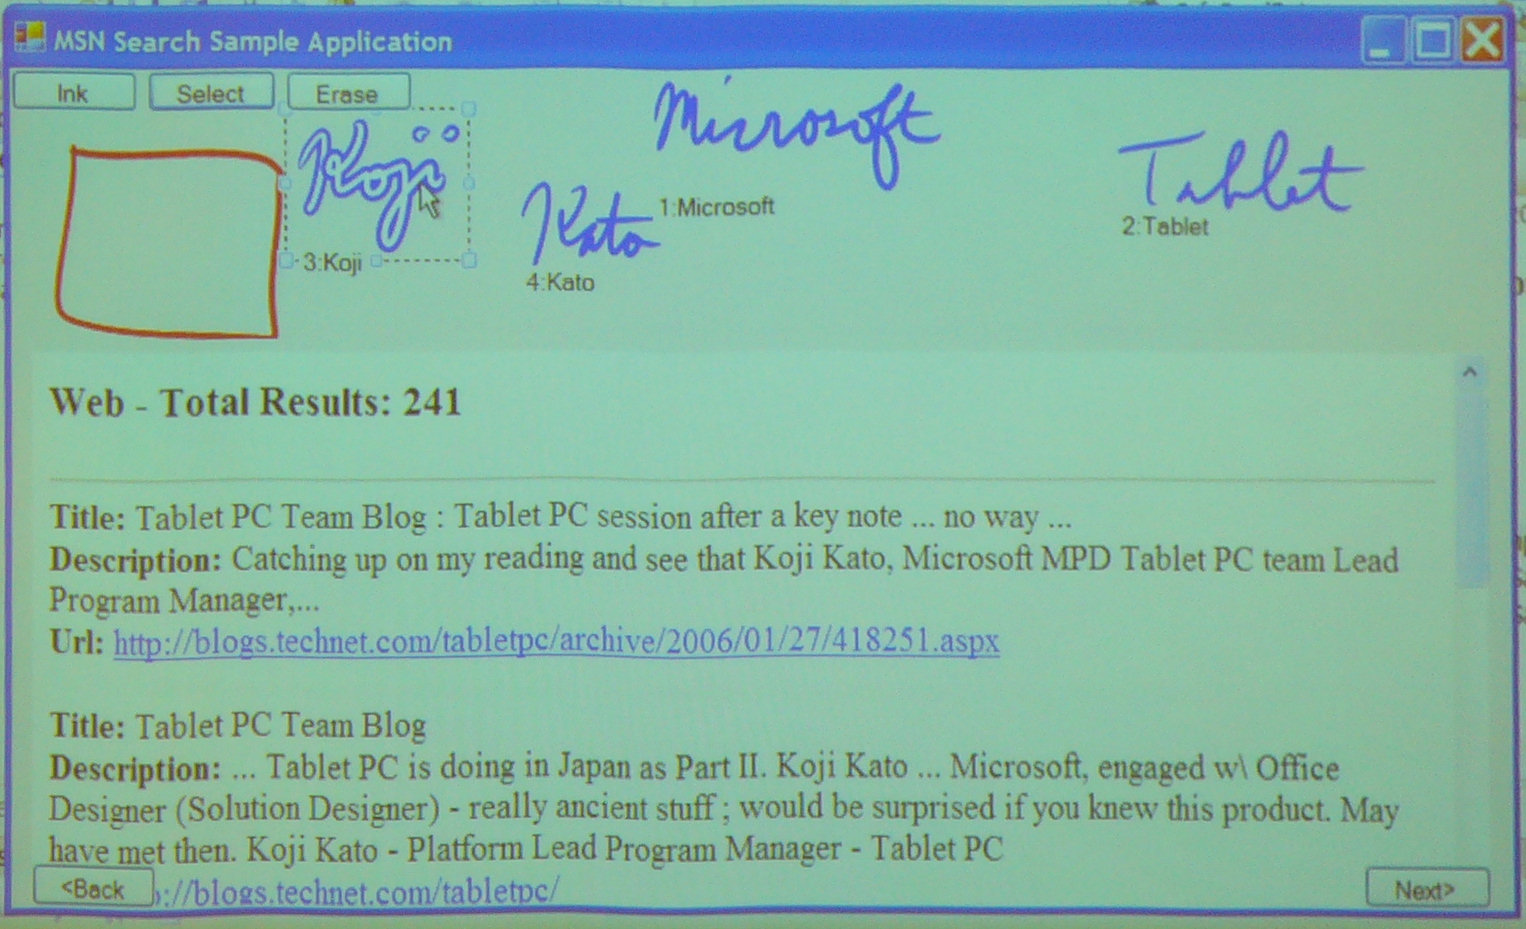 MSN Search Sample Application
Ink Select Erase
Microsoft
Koji
Tablet
Kato
1:Microsoft
2:Tablet
3:Koji
4:Kato
Web - Total Results: 241
Title: Tablet PC Team Blog : Tablet PC session after a key note ... no way ...
Description: Catching up on my reading and see that Koji Kato, Microsoft MPD Tablet PC team Lead
Program Manager,...
Url: http://blogs.technet.com/tabletpc/archive/2006/01/27/418251.aspx
Title: Tablet PC Team Blog
Description: ... Tablet PC is doing in Japan as Part II. Koji Kato ... Microsoft, engaged w\ Office
Designer (Solution Designer) - really ancient stuff ; would be surprised if you knew this product. May
have met then. Koji Kato - Platform Lead Program Manager - Tablet PC
<Back ://blogs.technet.com/tabletpc/ Next>